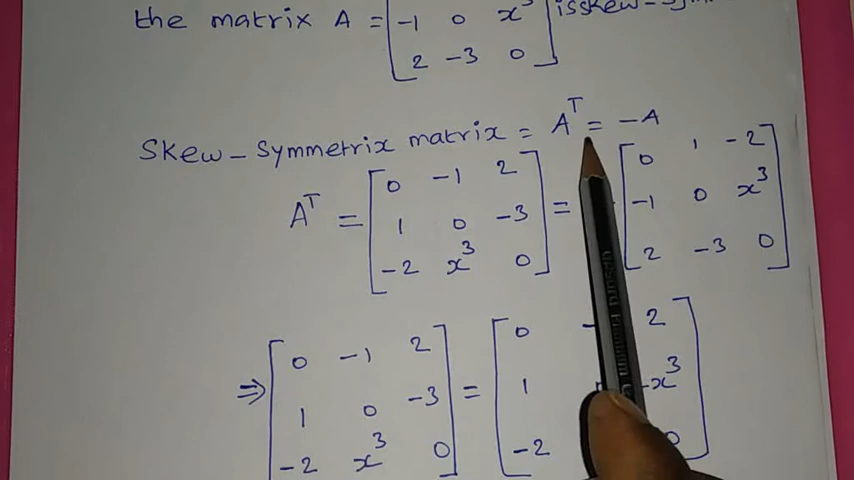 the matrix A = [ -1 0 x³
2 -3 0 ]
Skew-Symmetrix matrix = Aᵀ = -A
Aᵀ = [ 0 -1 2 ] = [ 0 1 -2 ]
[ 1 0 -3 ] [ -1 0 x³ ]
[ -2 x³ 0 ] [ 2 -3 0 ]
⇒ [ 0 -1 2 ] = [ 0 2 ]
[ 1 0 -3 ] [ 1 -x³ ]
[ -2 x³ 0 ] [ -2 0 ]